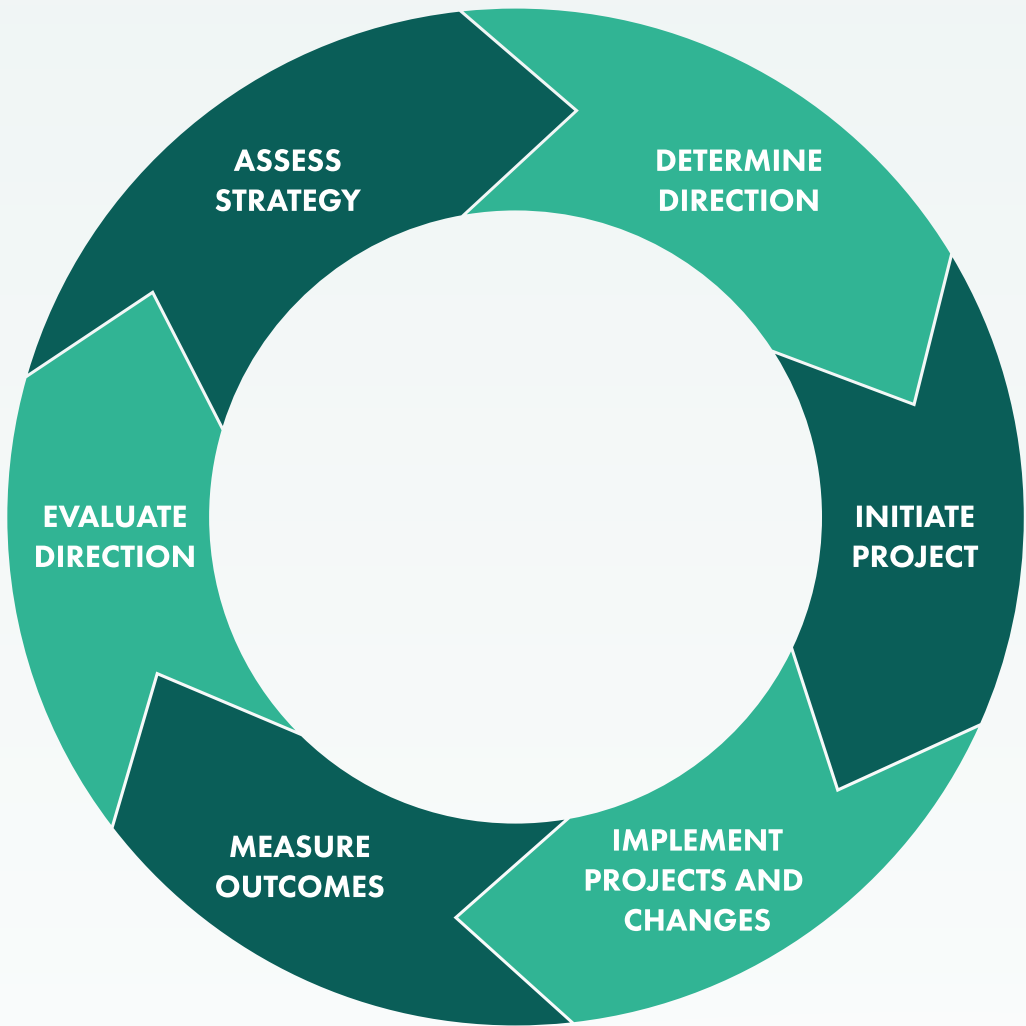 ASSESS
STRATEGY
DETERMINE
DIRECTION
INITIATE
PROJECT
IMPLEMENT
PROJECTS AND
CHANGES
MEASURE
OUTCOMES
EVALUATE
DIRECTION